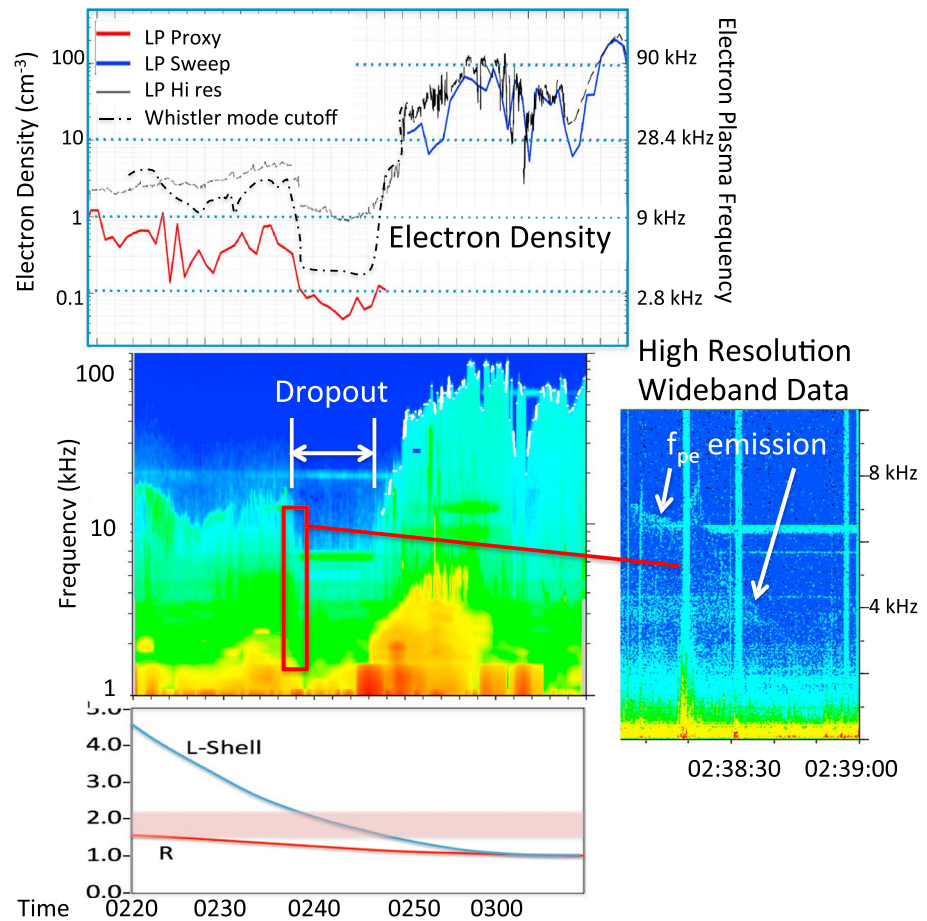 LP Proxy
LP Sweep
LP Hi res
Whistler mode cutoff
Electron Density (cm-3)
100
10
1
0.1
90 kHz
28.4 kHz
9 kHz
2.8 kHz
Electron Plasma Frequency
Electron Density
High Resolution
Wideband Data
Dropout
Frequency (kHz)
100
10
1
fpe emission
8 kHz
4 kHz
02:38:30 02:39:00
5.0
4.0
3.0
2.0
1.0
0.0
L-Shell
R
Time 0220 0230 0240 0250 0300